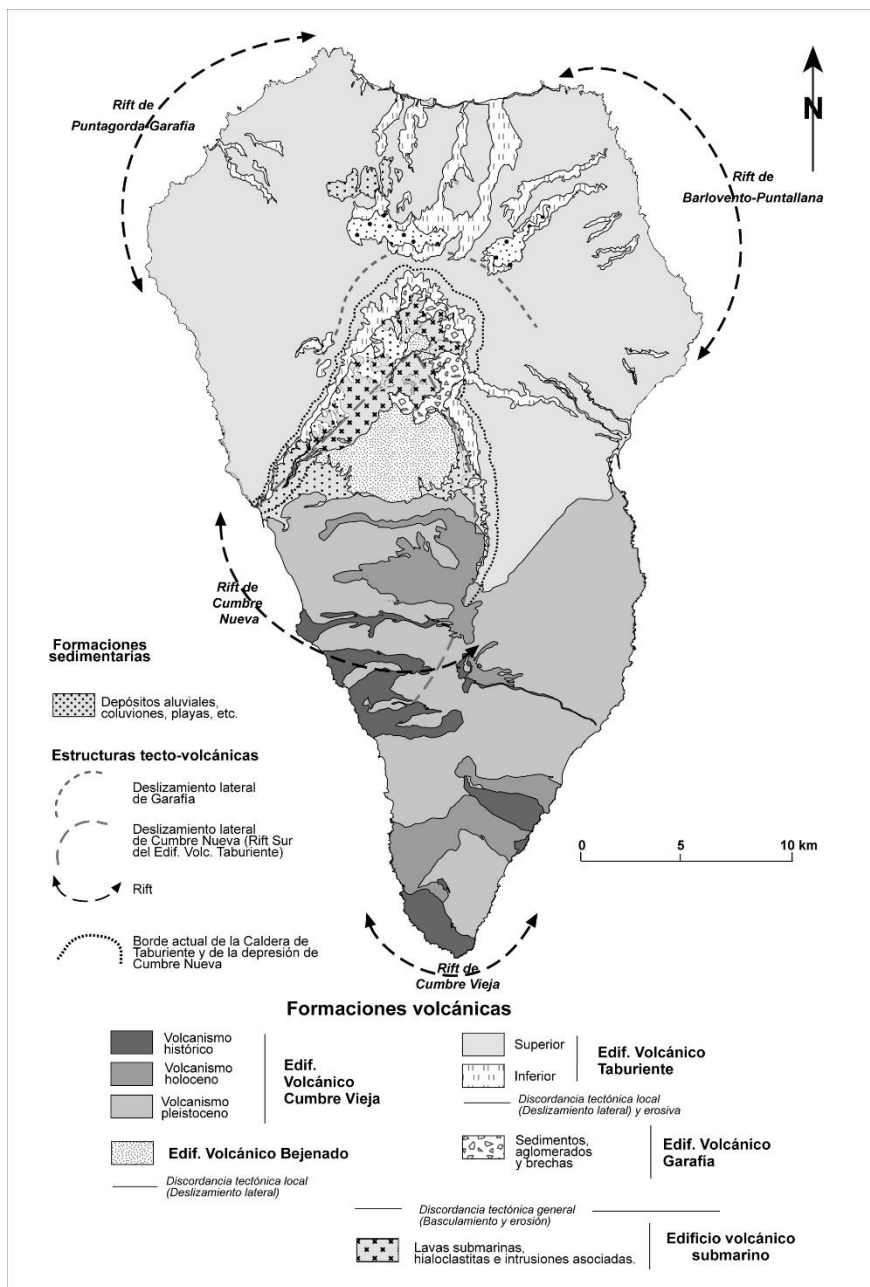 Rift de
Puntagorda-Garafía
N
Rift de
Barlovento-Puntallana
Rift de
Cumbre
Nueva
Formaciones
sedimentarias
Depósitos aluviales,
coluviones, playas, etc.
Estructuras tecto-volcánicas
Deslizamiento lateral
de Garafía
Deslizamiento lateral
de Cumbre Nueva (Rift Sur
del Edif. Volc. Taburiente)
Rift
Borde actual de la Caldera de
Taburiente y de la depresión de
Cumbre Nueva
0 5 10 km
Rift de
Cumbre Vieja
Formaciones volcánicas
Volcanismo
histórico
Volcanismo
holoceno
Volcanismo
pleistoceno
Edif.
Volcánico
Cumbre Vieja
Edif. Volcánico Bejenado
Discordancia tectónica local
(Deslizamiento lateral)
Superior
Inferior
Edif. Volcánico
Taburiente
Discordancia tectónica local
(Deslizamiento lateral) y erosiva
Sedimentos,
aglomerados
y brechas
Edif. Volcánico
Garafía
Discordancia tectónica general
(Basculamiento y erosión)
Lavas submarinas,
hialoclastitas e intrusiones asociadas.
Edificio volcánico
submarino